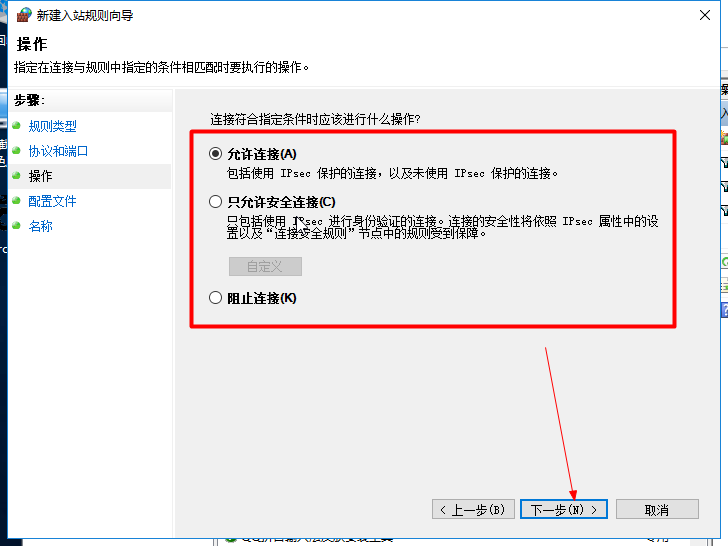 新建入站规则向导
操作
指定在连接与规则中指定的条件相匹配时要执行的操作。
步骤:
规则类型
协议和端口
操作
配置文件
名称
连接符合指定条件时应该进行什么操作?
允许连接(A)
包括使用 IPsec 保护的连接，以及未使用 IPsec 保护的连接。
只允许安全连接(C)
只包括使用 IPsec 进行身份验证的连接。连接的安全性将依照 IPsec 属性中的设
置以及“连接安全规则”节点中的规则受到保障。
自定义
阻止连接(K)
< 上一步(B)
下一步(N) >
取消